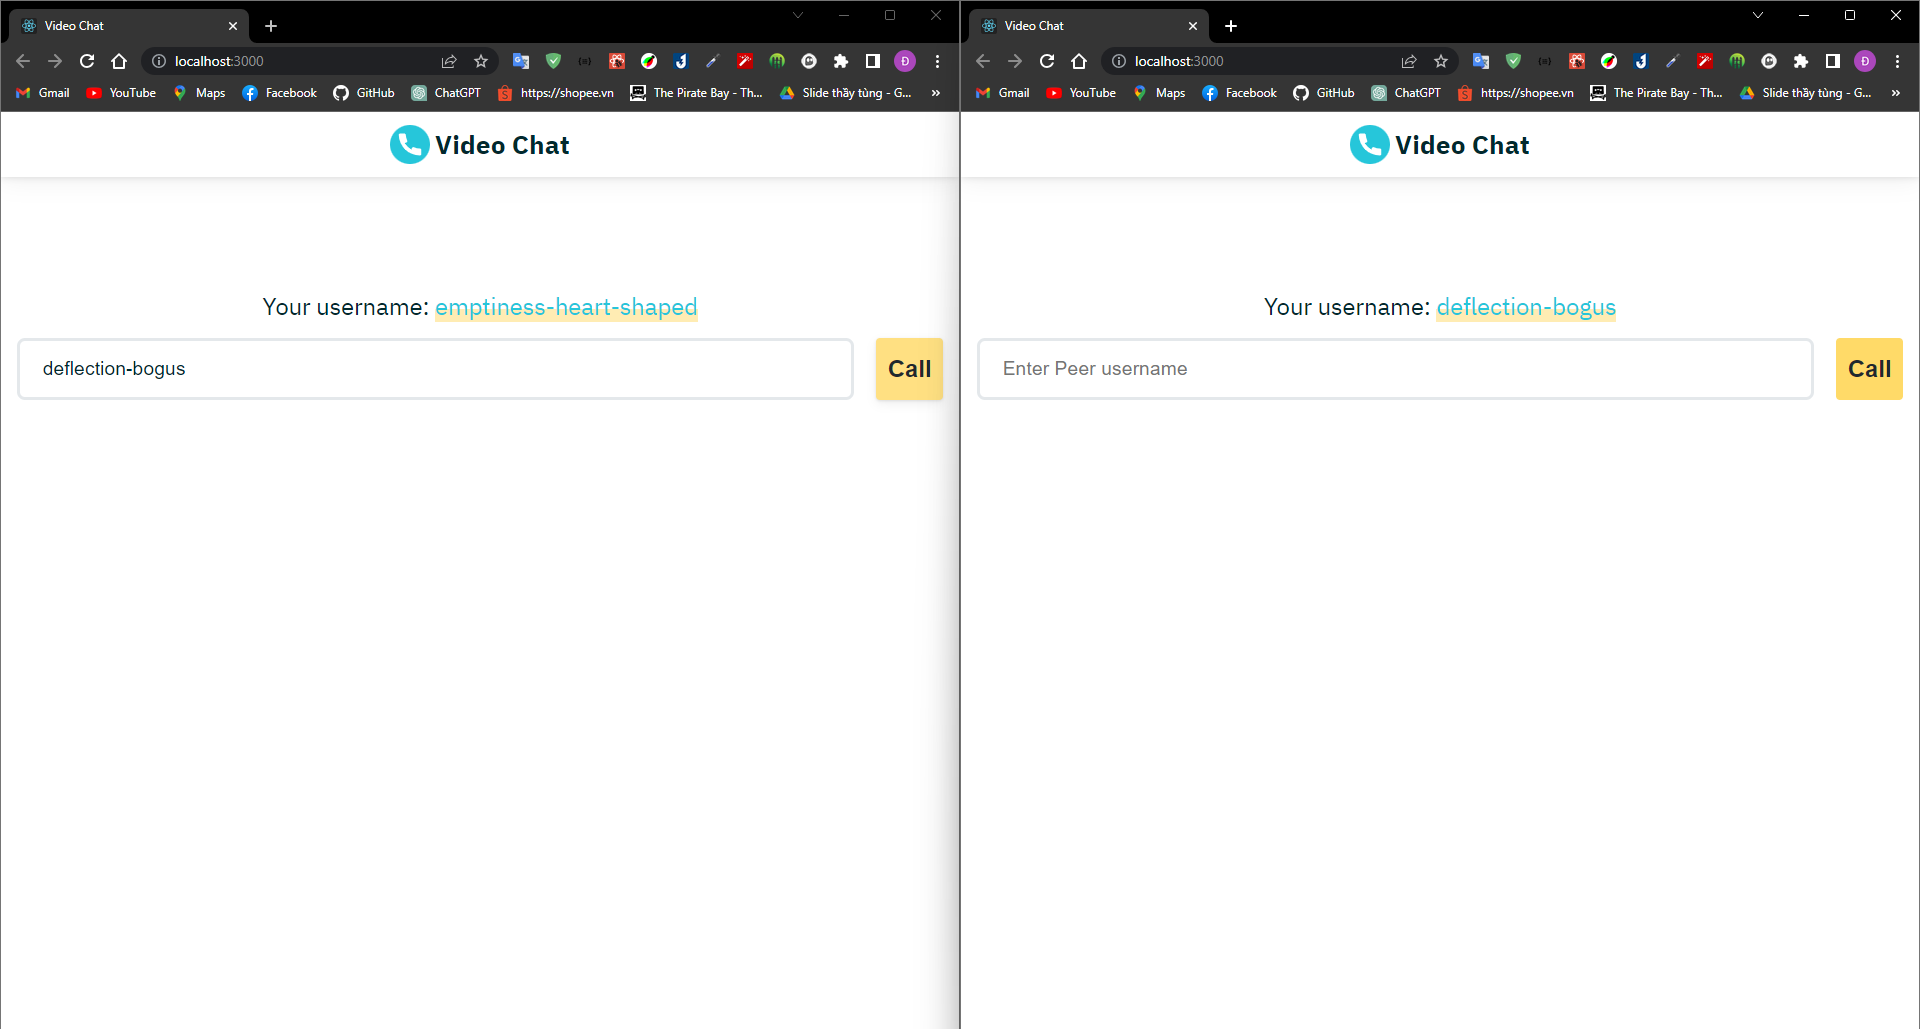 Video Chat
localhost:3000
Gmail YouTube Maps Facebook GitHub ChatGPT https://shopee.vn The Pirate Bay - Th... Slide thầy tùng - G... »
Video Chat
Your username: emptiness-heart-shaped
deflection-bogus Call
Video Chat
localhost:3000
Gmail YouTube Maps Facebook GitHub ChatGPT https://shopee.vn The Pirate Bay - Th... Slide thầy tùng - G... »
Video Chat
Your username: deflection-bogus
Enter Peer username Call